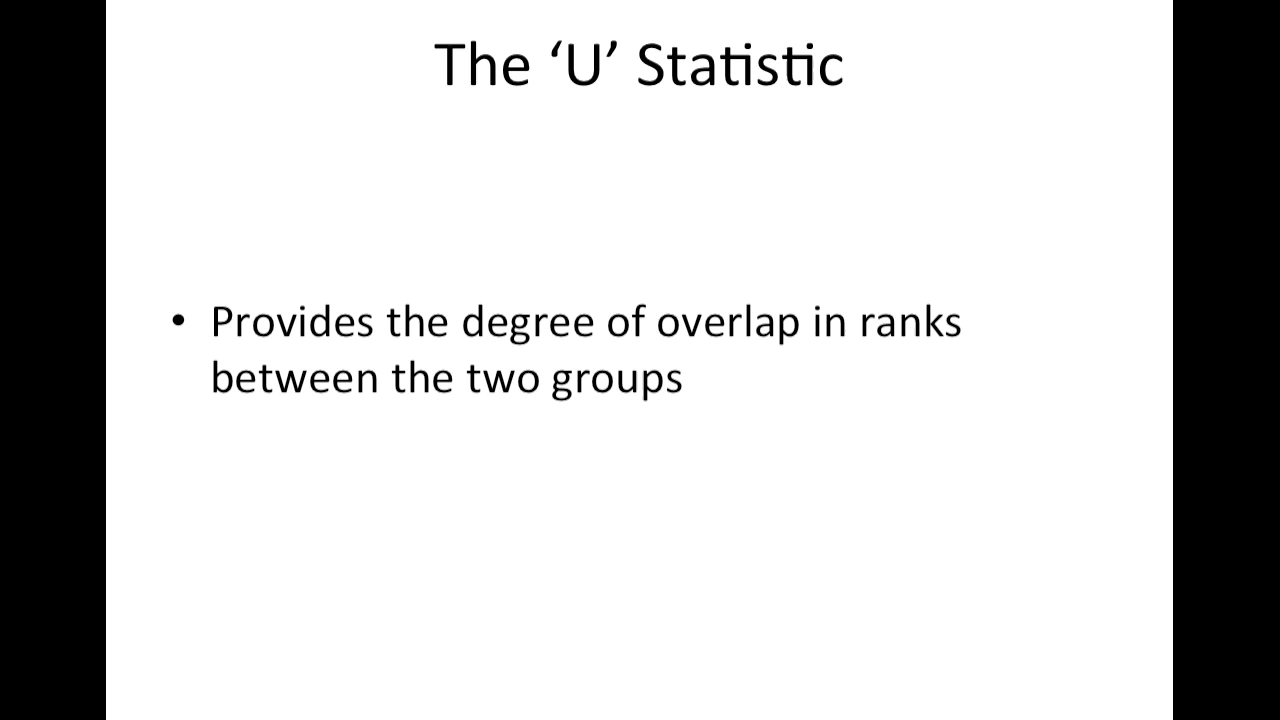 The ‘U’ Statistic
• Provides the degree of overlap in ranks
between the two groups